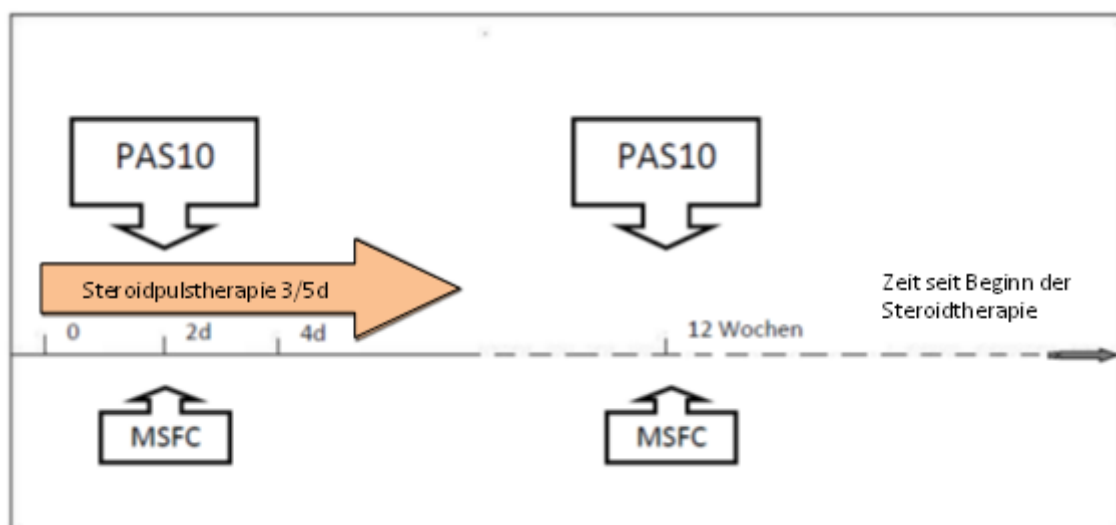 PAS10
PAS10
Steroidpulstherapie 3/5d
Zeit seit Beginn der
Steroidtherapie
0
2d
4d
12 Wochen
MSFC
MSFC